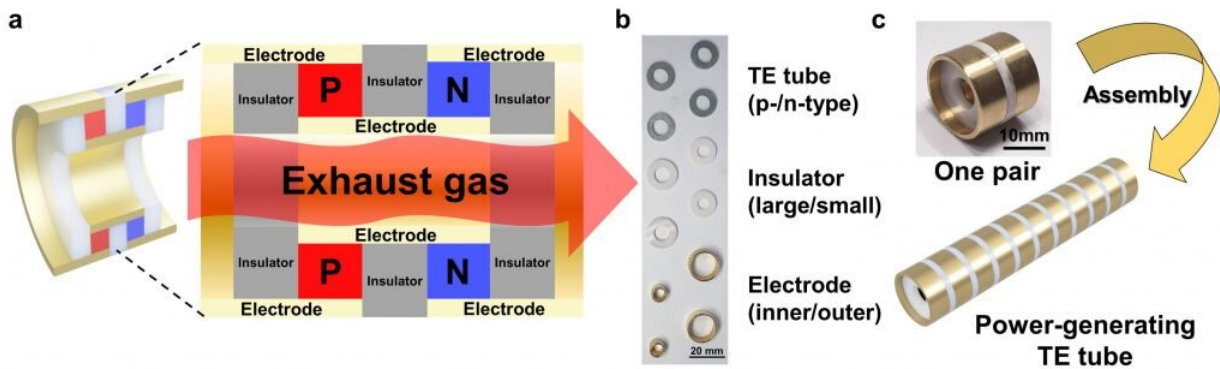 a
Electrode
Electrode
Insulator
P
Insulator
N
Insulator
Electrode
Exhaust gas
Electrode
Insulator
P
Insulator
N
Insulator
Electrode
Electrode
b
TE tube
(p-/n-type)
Insulator
(large/small)
Electrode
(inner/outer)
20 mm
c
Assembly
10mm
One pair
Power-generating
TE tube